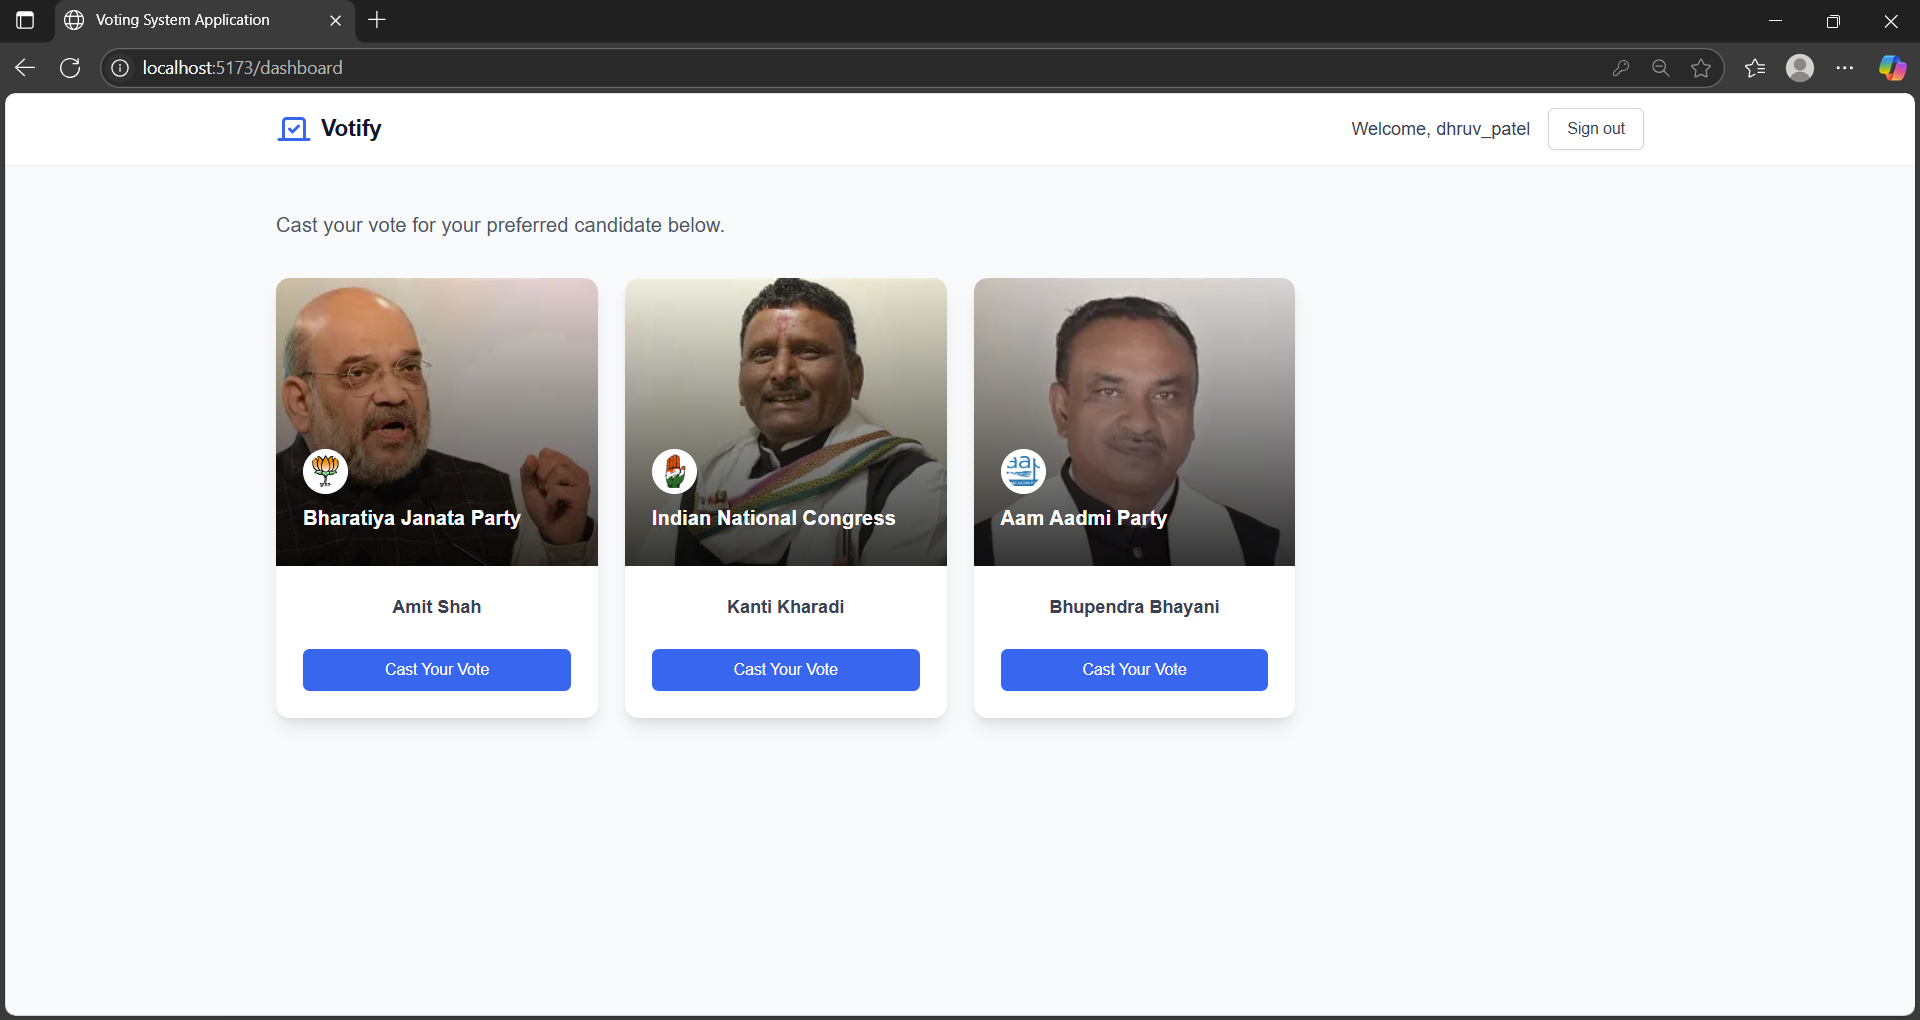 Voting System Application
localhost:5173/dashboard
Votify
Welcome, dhruv_patel
Sign out
Cast your vote for your preferred candidate below.
Bharatiya Janata Party
Indian National Congress
aap
Aam Aadmi Party
Amit Shah
Kanti Kharadi
Bhupendra Bhayani
Cast Your Vote
Cast Your Vote
Cast Your Vote